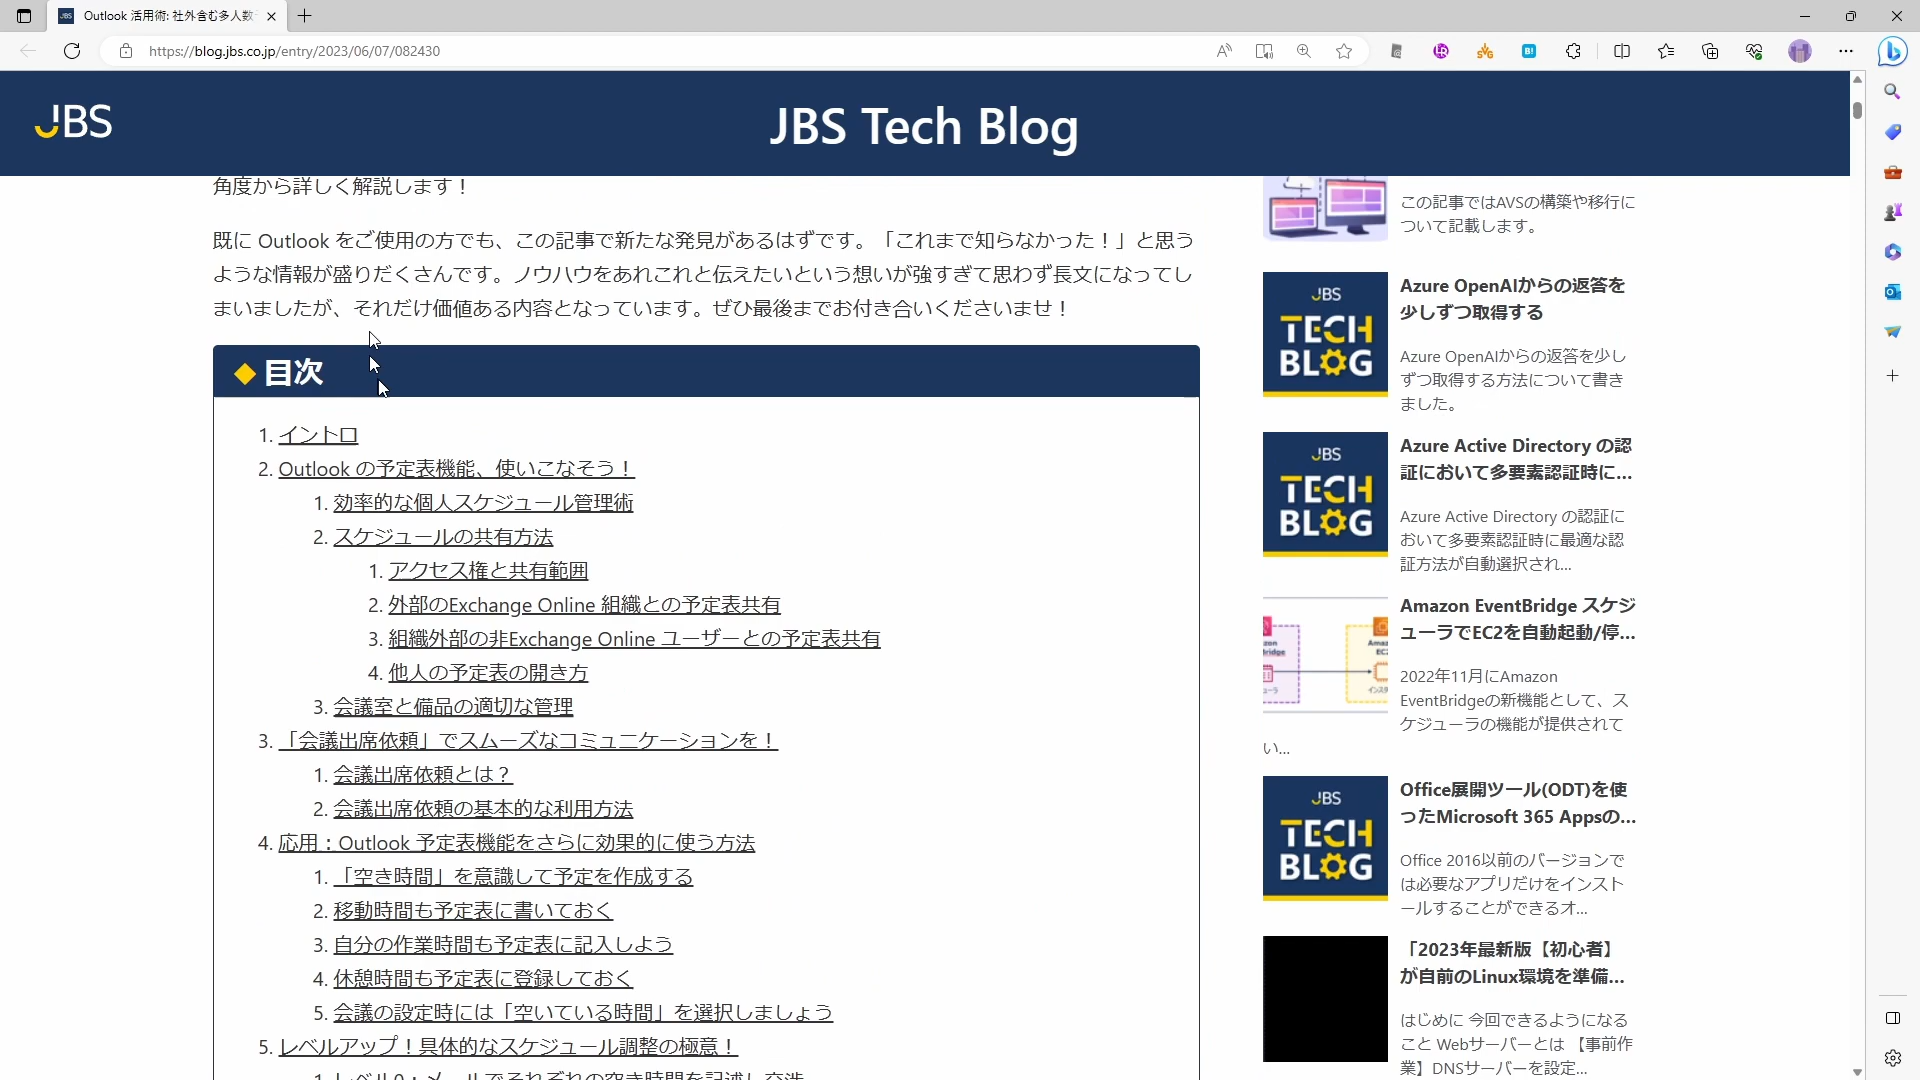 Outlook 活用術: 社外含む多人数
https://blog.jbs.co.jp/entry/2023/06/07/082430
JBS
JBS Tech Blog
角度から詳しく解説します！
既に Outlook をご使用の方でも、この記事で新たな発見があるはずです。「これまで知らなかった！」と思う
ような情報が盛りだくさんです。ノウハウをあれこれと伝えたいという想いが強すぎて思わず長文になってし
まいましたが、それだけ価値ある内容となっています。ぜひ最後までお付き合いくださいませ！
目次
1. イントロ
2. Outlook の予定表機能、使いこなそう！
1. 効率的な個人スケジュール管理術
2. スケジュールの共有方法
1. アクセス権と共有範囲
2. 外部のExchange Online 組織との予定表共有
3. 組織外部の非Exchange Online ユーザーとの予定表共有
4. 他人の予定表の開き方
3. 会議室と備品の適切な管理
3. 「会議出席依頼」でスムーズなコミュニケーションを！
1. 会議出席依頼とは？
2. 会議出席依頼の基本的な利用方法
4. 応用：Outlook 予定表機能をさらに効果的に使う方法
1. 「空き時間」を意識して予定を作成する
2. 移動時間も予定表に書いておく
3. 自分の作業時間も予定表に記入しよう
4. 休憩時間も予定表に登録しておく
5. 会議の設定時には「空いている時間」を選択しましょう
5. レベルアップ！具体的なスケジュール調整の極意！
1. レベル0：メールでそれぞれの空き時間を記述し交渉
この記事ではAVSの構築や移行に
ついて記載します。
JBS
TECH
BLOG
Azure OpenAIからの返答を
少しずつ取得する
Azure OpenAIからの返答を少し
ずつ取得する方法について書き
ました。
JBS
TECH
BLOG
Azure Active Directory の認
証において多要素認証時に...
Azure Active Directory の認証に
おいて多要素認証時に最適な認
証方法が自動選択され...
Amazon EventBridge スケジ
ューラでEC2を自動起動/停...
2022年11月にAmazon
EventBridgeの新機能として、ス
ケジューラの機能が提供されて
い...
JBS
TECH
BLOG
Office展開ツール(ODT)を使
ったMicrosoft 365 Appsの...
Office 2016以前のバージョンで
は必要なアプリだけをインスト
ールすることができるオ...
「2023年最新版【初心者】
が自前のLinux環境を準備...
はじめに 今回できるようになる
こと Webサーバーとは 【事前作
業】DNSサーバーを設定...